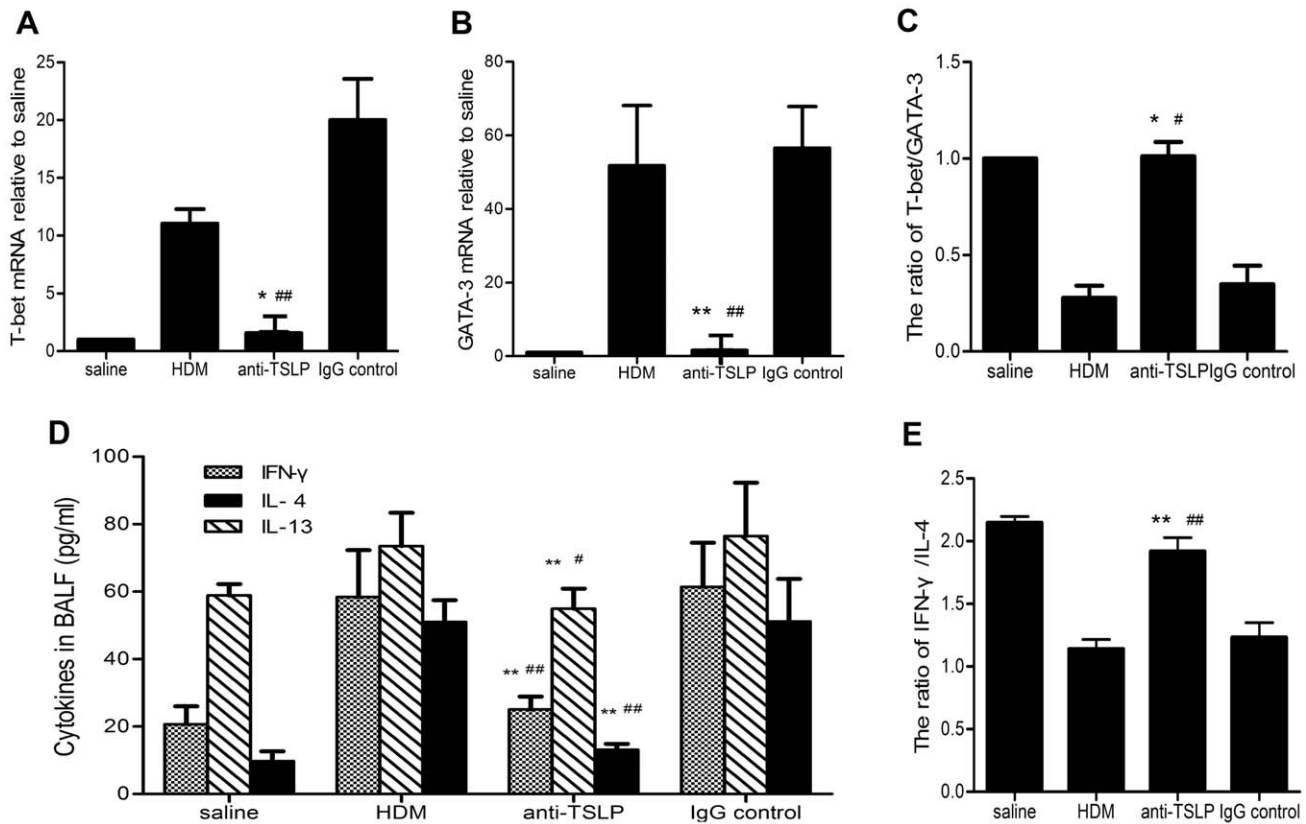 A
T-bet mRNA relative to saline
25
20
15
10
5
0
* ##
saline HDM anti-TSLP IgG control
B
GATA-3 mRNA relative to saline
80
60
40
20
0
** ##
saline HDM anti-TSLP IgG control
C
The ratio of T-bet/GATA-3
1.5
1.0
0.5
0.0
* #
saline HDM anti-TSLP IgG control
D
Cytokines in BALF (pg/ml)
100
80
60
40
20
0
IFN-γ
IL- 4
IL-13
** #
** ##
** ##
saline HDM anti-TSLP IgG control
E
The ratio of IFN-γ /IL-4
2.5
2.0
1.5
1.0
0.5
0.0
** ##
saline HDM anti-TSLP IgG control